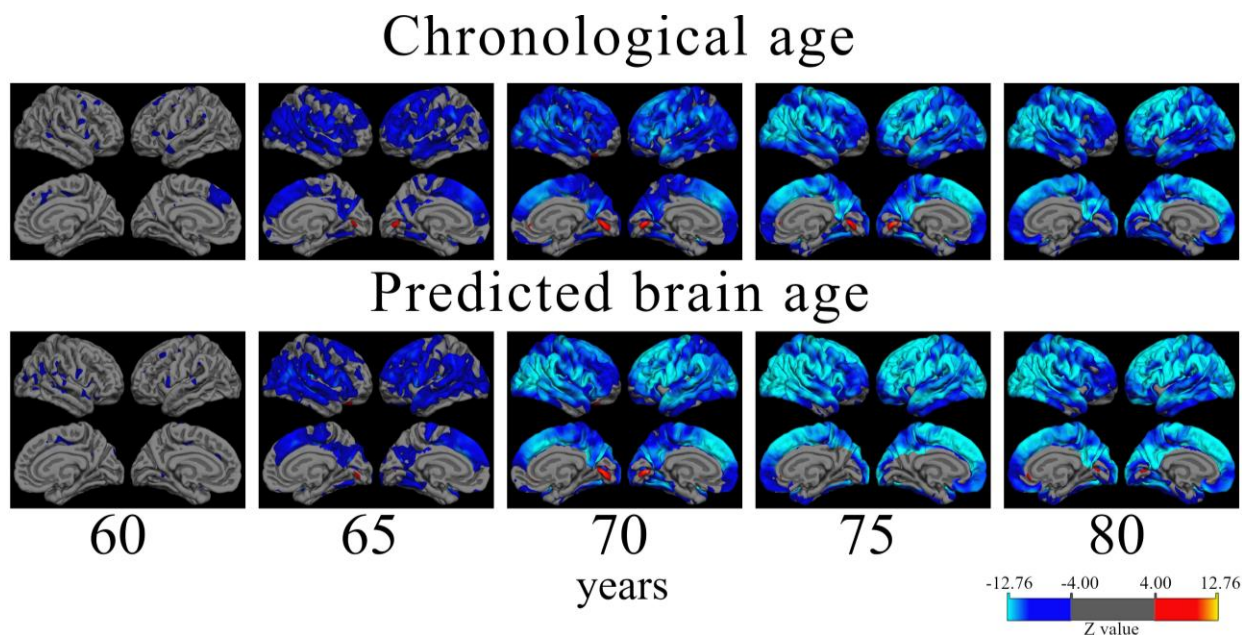 Chronological age
Predicted brain age
60 65 70 75 80
years
-12.76 -4.00 4.00 12.76
Z value